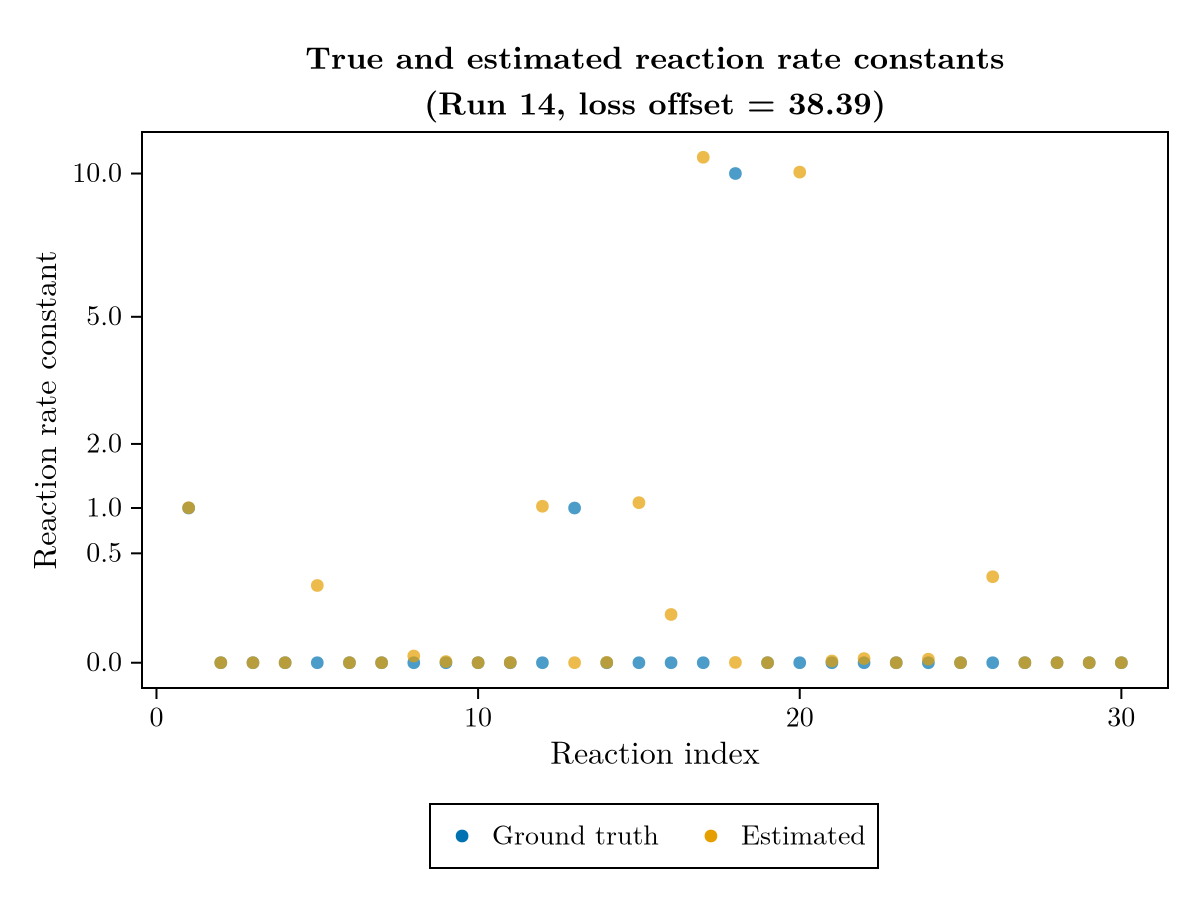 True and estimated reaction rate constants
(Run 14, loss offset = 38.39)
Reaction rate constant
10.0
5.0
2.0
1.0
0.5
0.0
0 10 20 30
Reaction index
Ground truth Estimated